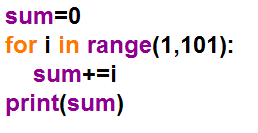 sum=0
for i in range(1,101):
    sum+=i
print(sum)